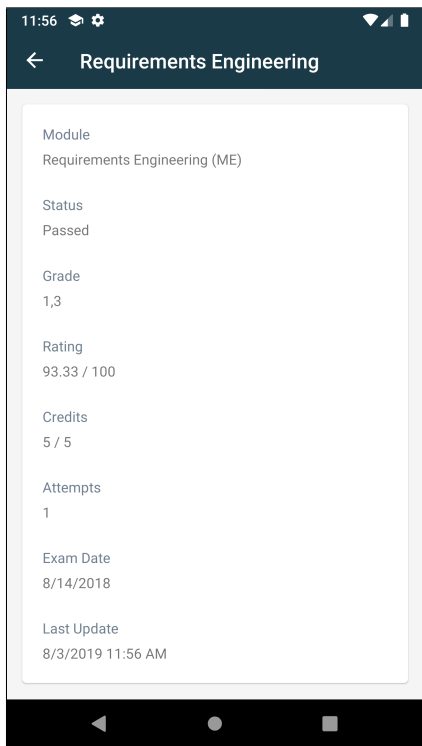 11:56
Requirements Engineering
Module
Requirements Engineering (ME)
Status
Passed
Grade
1,3
Rating
93.33 / 100
Credits
5 / 5
Attempts
1
Exam Date
8/14/2018
Last Update
8/3/2019 11:56 AM